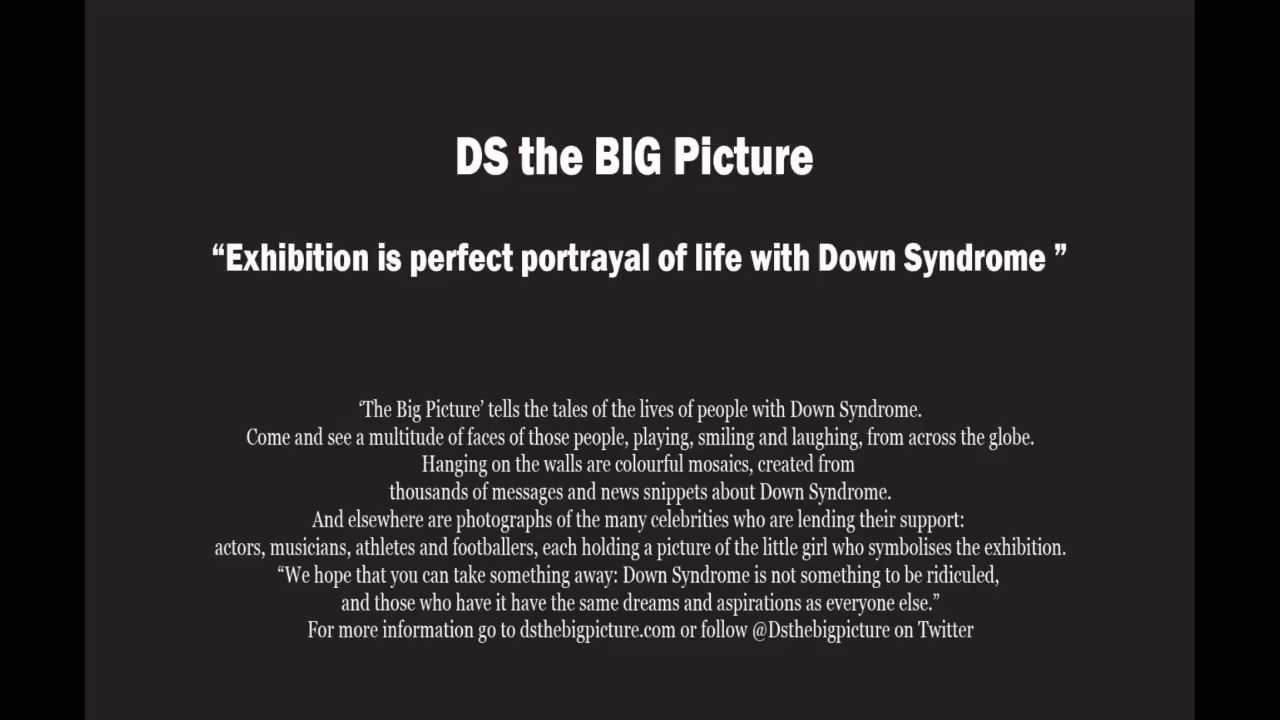 DS the BIG Picture
“Exhibition is perfect portrayal of life with Down Syndrome ”
‘The Big Picture’ tells the tales of the lives of people with Down Syndrome.
Come and see a multitude of faces of those people, playing, smiling and laughing, from across the globe.
Hanging on the walls are colourful mosaics, created from
thousands of messages and news snippets about Down Syndrome.
And elsewhere are photographs of the many celebrities who are lending their support:
actors, musicians, athletes and footballers, each holding a picture of the little girl who symbolises the exhibition.
“We hope that you can take something away: Down Syndrome is not something to be ridiculed,
and those who have it have the same dreams and aspirations as everyone else.”
For more information go to dsthebigpicture.com or follow @Dsthebigpicture on Twitter